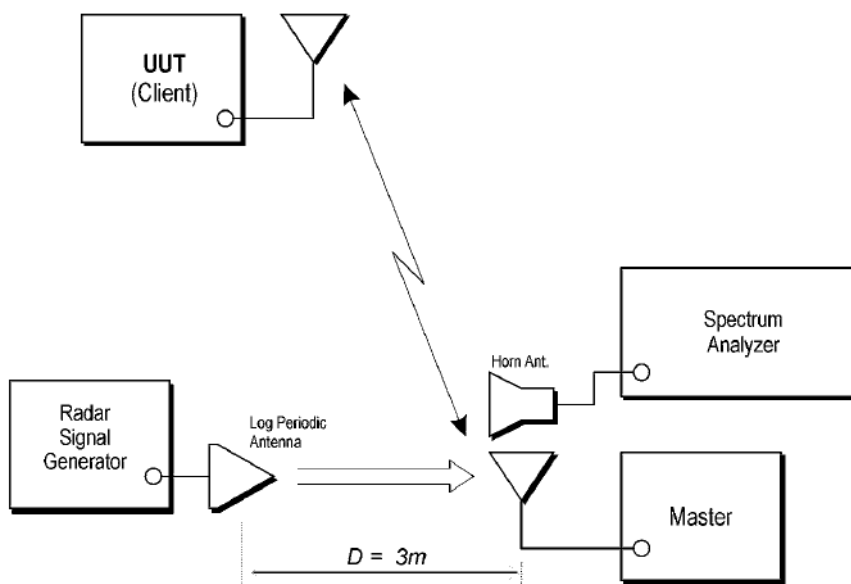 UUT
(Client)
Spectrum
Analyzer
Horn Ant.
Radar
Signal
Generator
Log Periodic
Antenna
Master
D = 3m